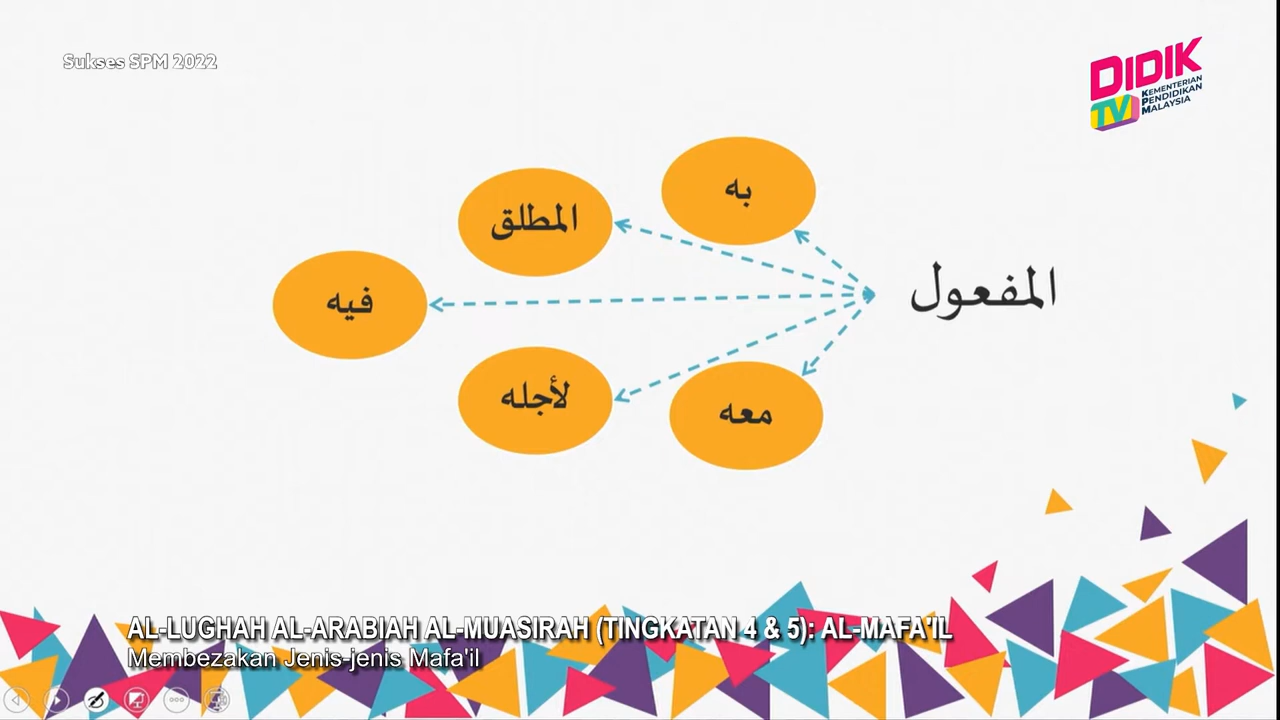 Sukses SPM 2022
DIDIK
TV
KEMENTERIAN
PENDIDIKAN
MALAYSIA
المفعول
به
المطلق
فيه
لأجله
معه
AL-LUGHAH AL-ARABIAH AL-MUASIRAH (TINGKATAN 4 & 5): AL-MAFA'IL
Membezakan Jenis-jenis Mafa'il